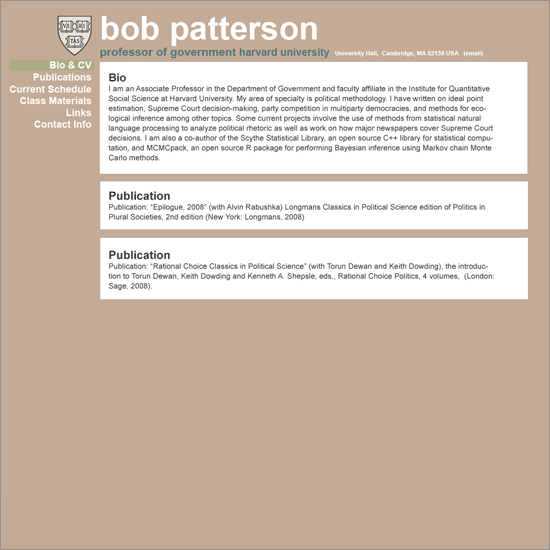 VE RI
TAS
bob patterson
professor of government harvard university University Hall, Cambridge, MA 02138 USA (email)
Bio & CV
Publications
Current Schedule
Class Materials
Links
Contact Info
Bio
I am an Associate Professor in the Department of Government and faculty affiliate in the Institute for Quantitative
Social Science at Harvard University. My area of specialty is political methodology. I have written on ideal point
estimation, Supreme Court decision-making, party competition in multiparty democracies, and methods for eco-
logical inference among other topics. Some current projects involve the use of methods from statistical natural
language processing to analyze political rhetoric as well as work on how major newspapers cover Supreme Court
decisions. I am also a co-author of the Scythe Statistical Library, an open source C++ library for statistical compu-
tation, and MCMCpack, an open source R package for performing Bayesian inference using Markov chain Monte
Carlo methods.
Publication
Publication: “Epilogue, 2008” (with Alvin Rabushka) Longmans Classics in Political Science edition of Politics in
Plural Societies, 2nd edition (New York: Longmans, 2008)
Publication
Publication: “Rational Choice Classics in Political Science” (with Torun Dewan and Keith Dowding), the introduc-
tion to Torun Dewan, Keith Dowding and Kenneth A. Shepsle, eds., Rational Choice Politics, 4 volumes, (London:
Sage, 2008).